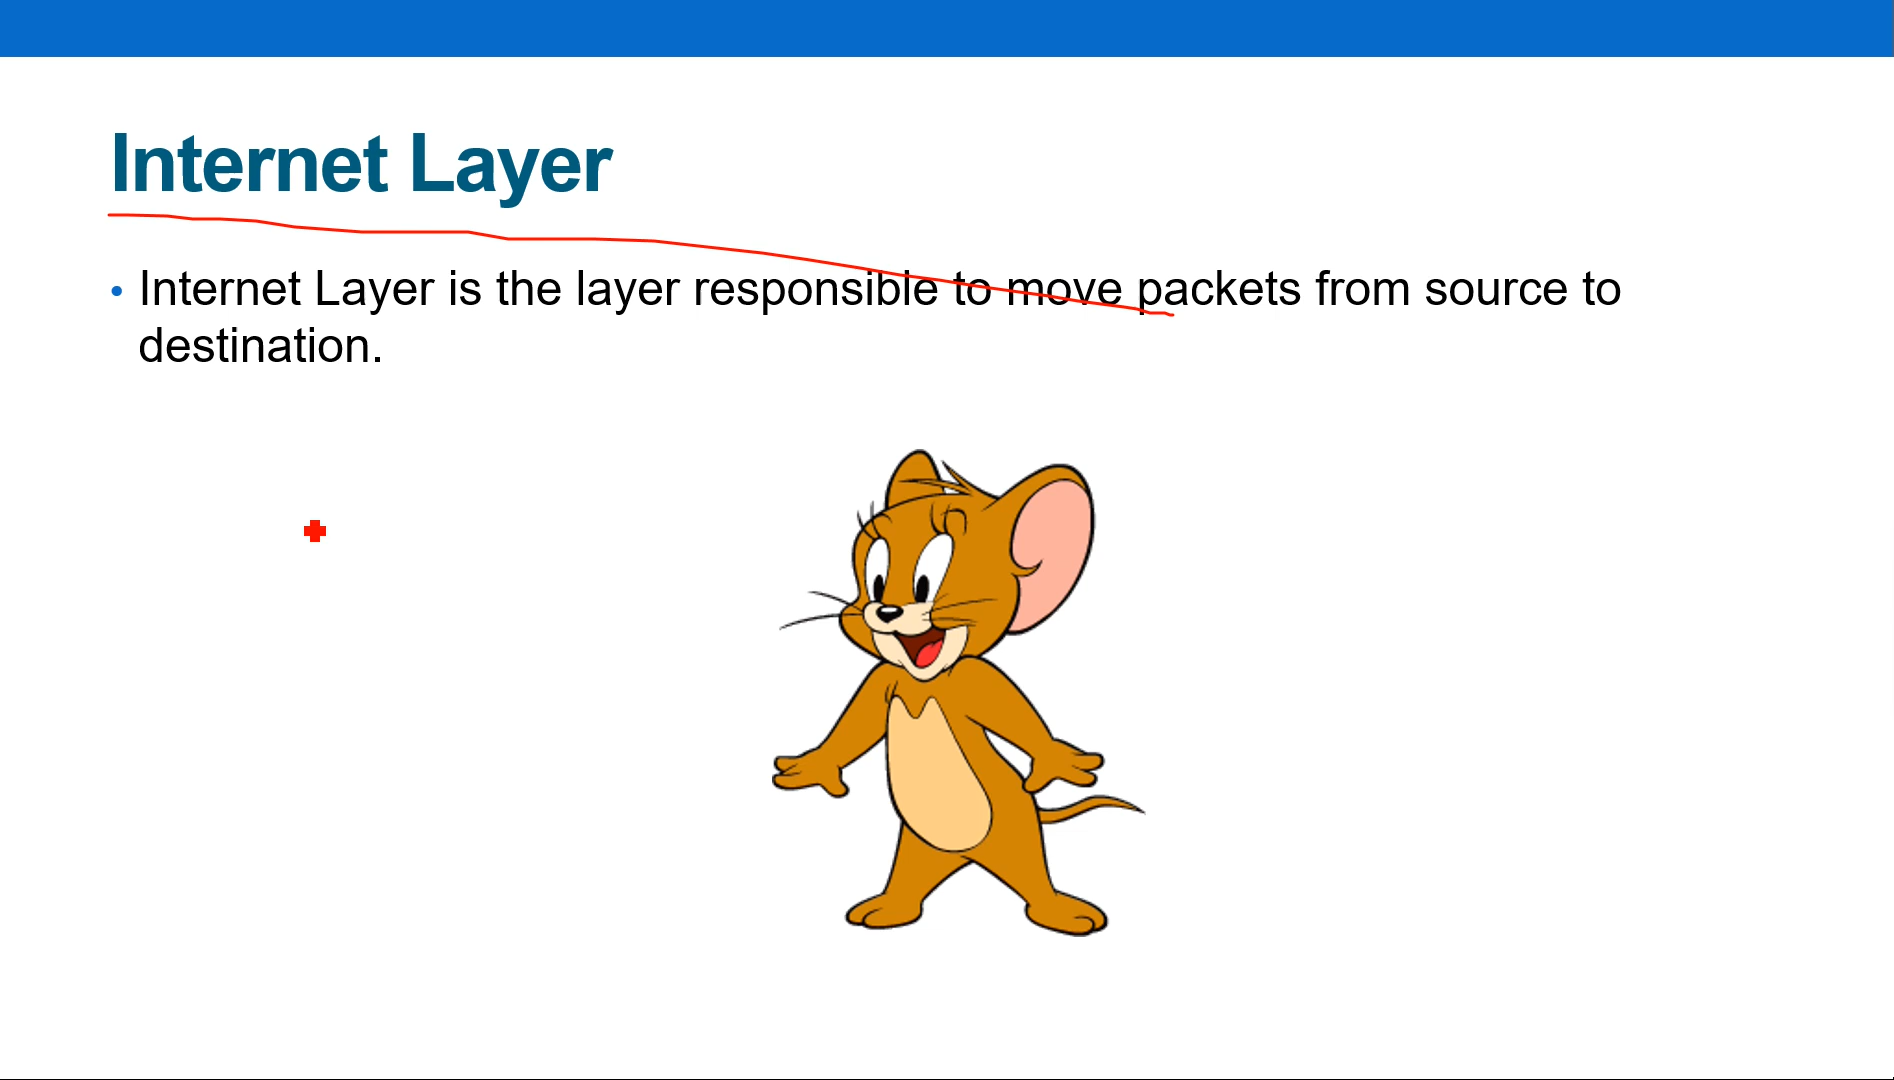 Internet Layer
• Internet Layer is the layer responsible to move packets from source to
destination.